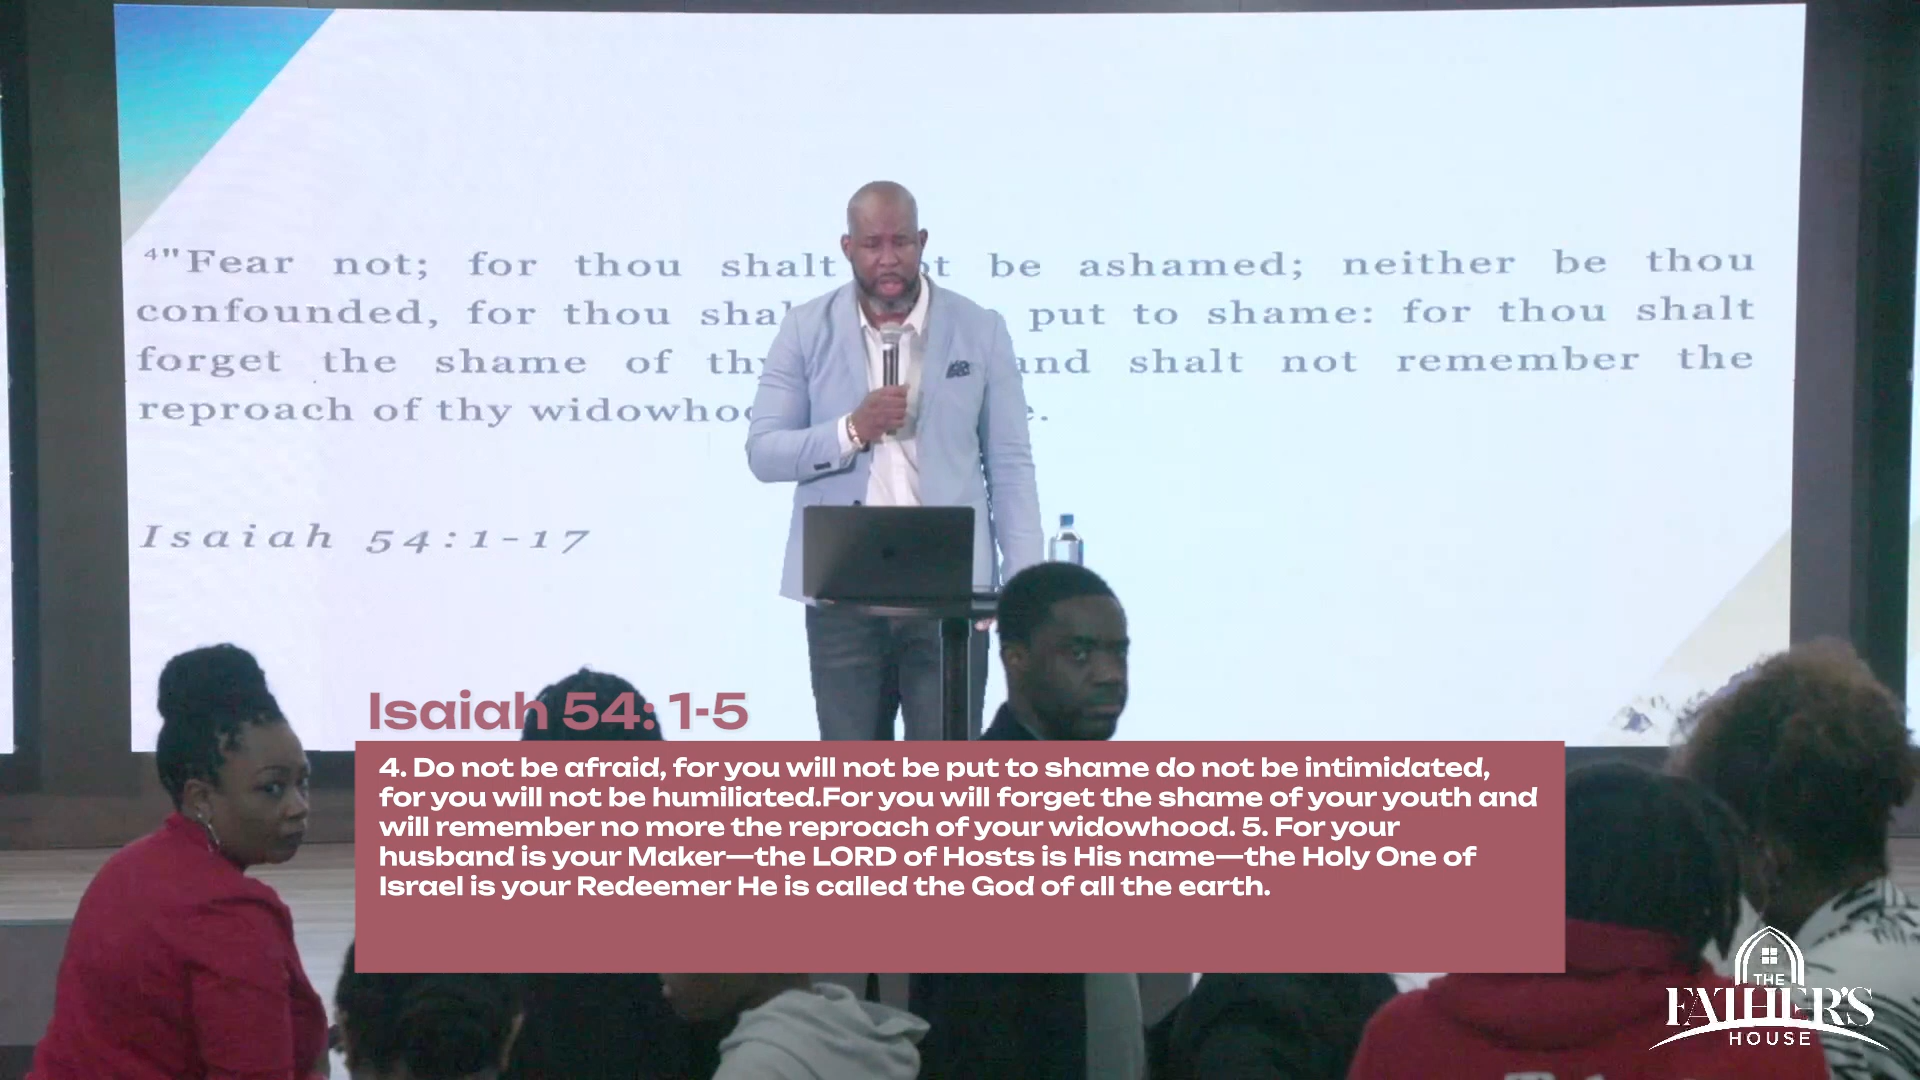 4"Fear not; for thou shalt be ashamed; neither be thou
confounded, for thou put to shame: for thou shalt
forget the shame of and shalt not remember the
reproach of thy
Isaiah 54:1-17
Isaiah 54: 1-5
4. Do not be afraid, for you will not be put to shame do not be intimidated,
for you will not be humiliated.For you will forget the shame of your youth and
will remember no more the reproach of your widowhood. 5. For your
husband is your Maker—the LORD of Hosts is His name—the Holy One of
Israel is your Redeemer He is called the God of all the earth.
THE
FATHER'S
HOUSE